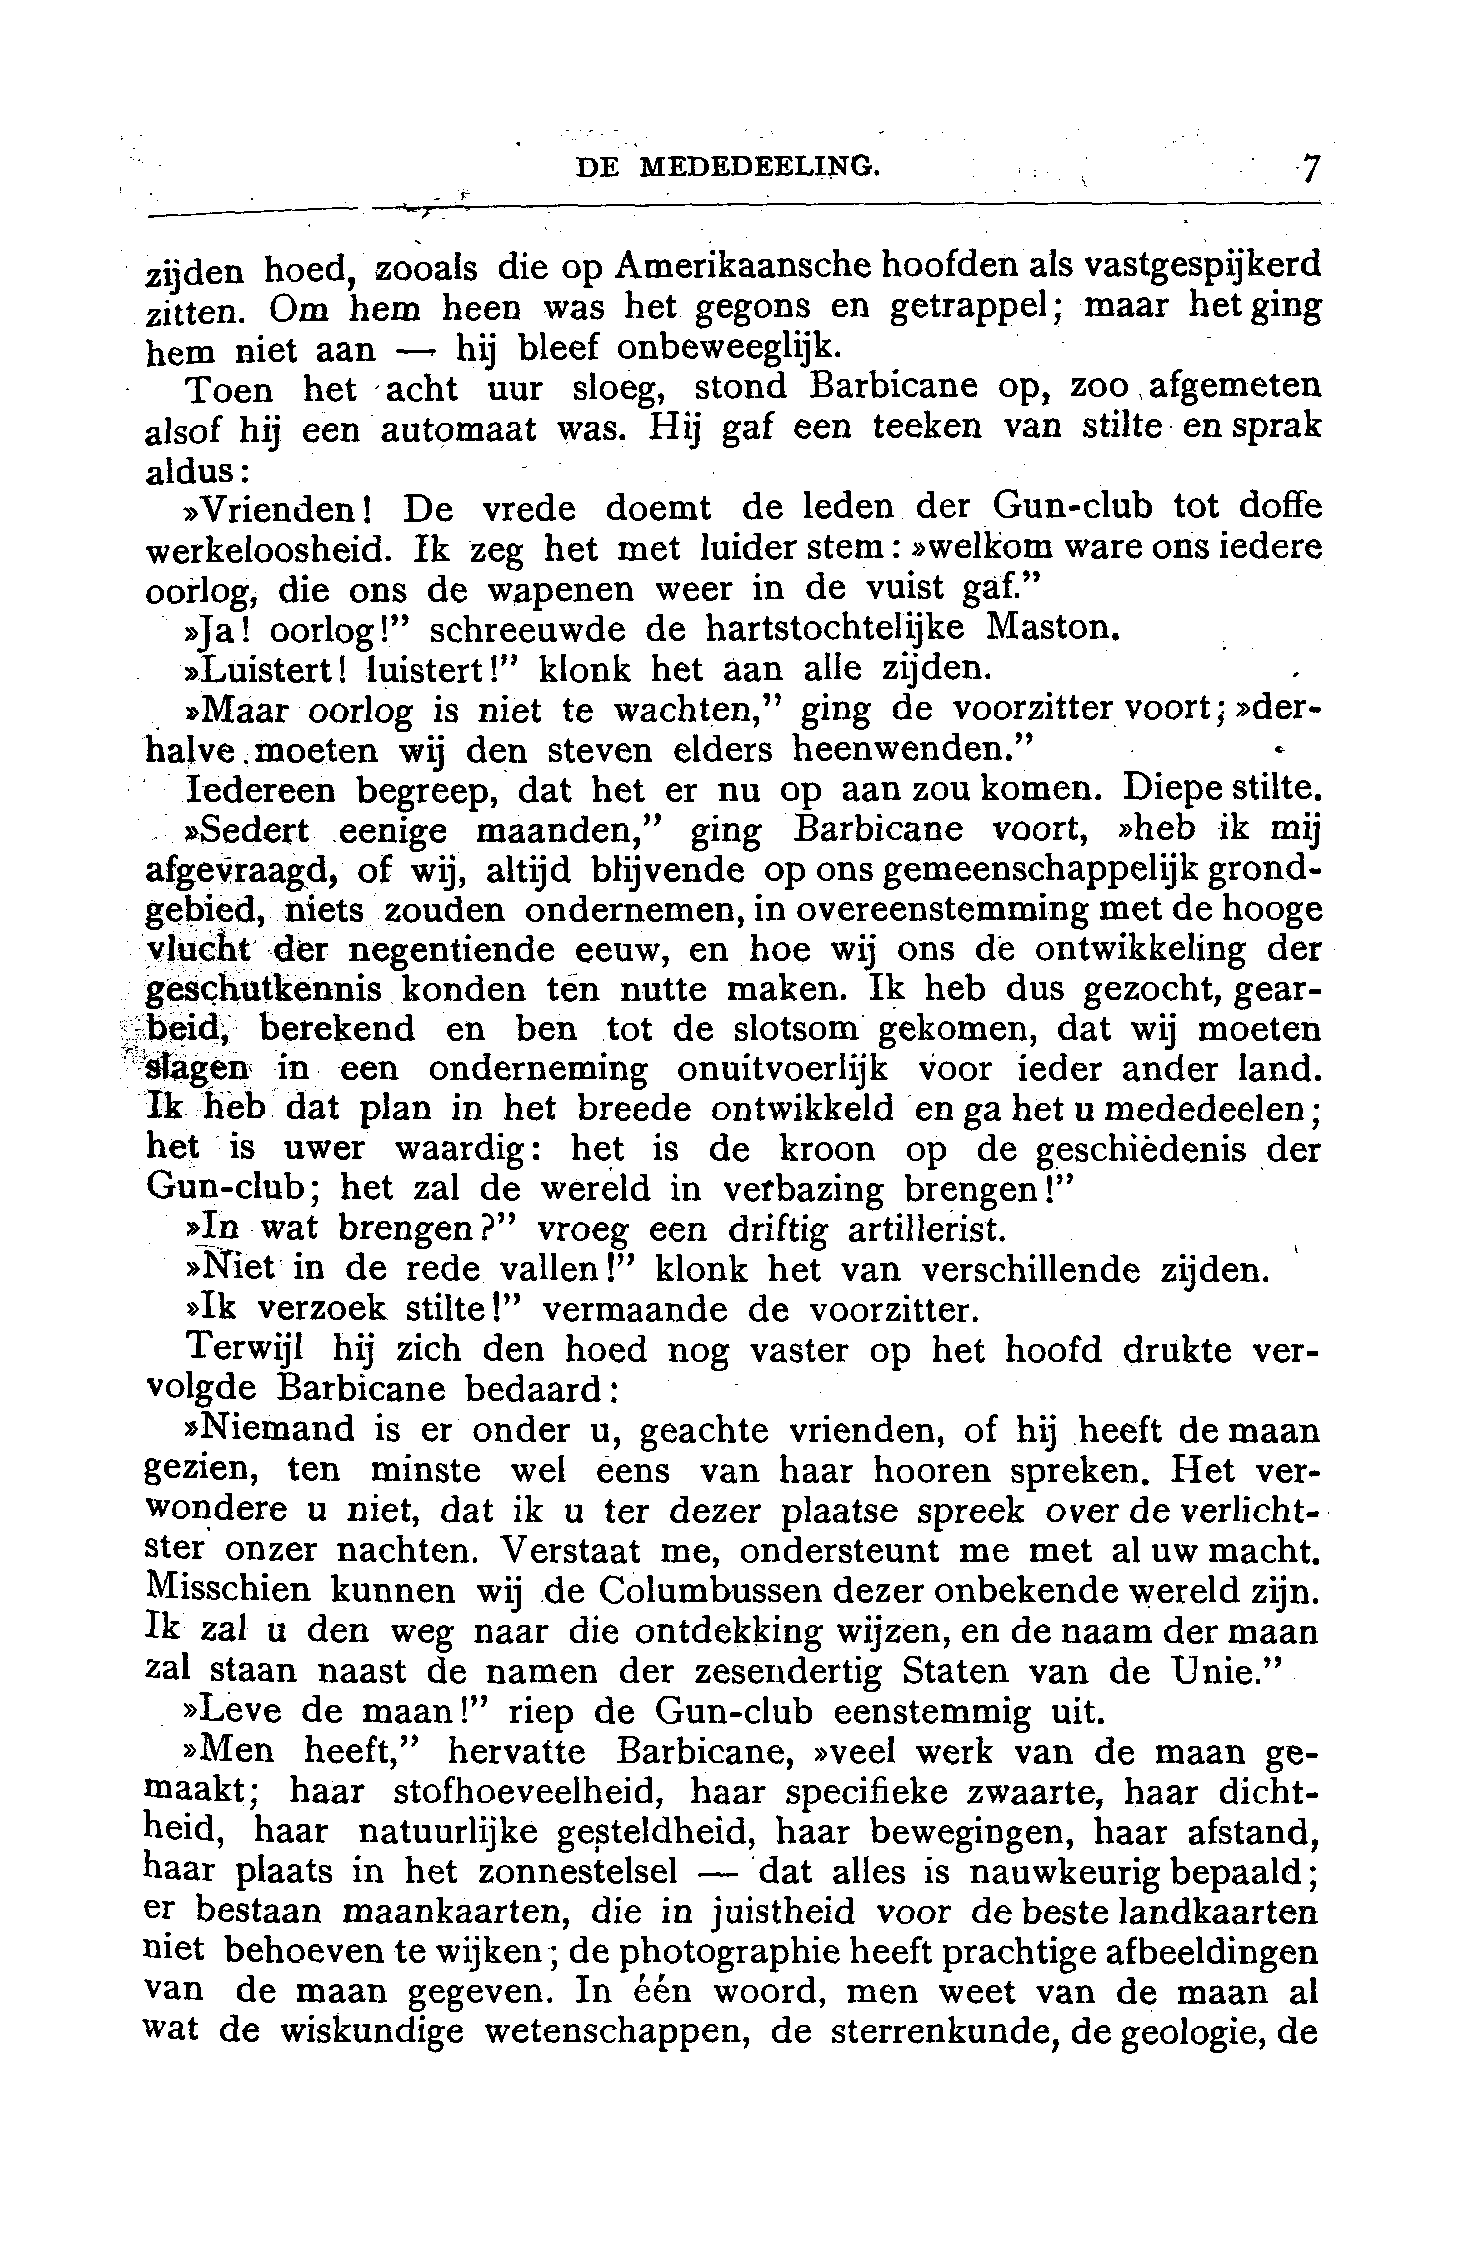 DE MEDEDEELING. 7
zijden hoed, zooals die op Amerikaansche hoofden als vastgespijkerd
zitten. Om hem heen was het gegons en getrappel; maar het ging
hem niet aan — hij bleef onbeweeglijk.
Toen het acht uur sloeg, stond Barbicane op, zoo afgemeten
alsof hij een automaat was. Hij gaf een teeken van stilte en sprak
aldus:
»Vrienden! De vrede doemt de leden der Gun-club tot doffe
werkeloosheid. Ik zeg het met luider stem: »welkom ware ons iedere
oorlog, die ons de wapenen weer in de vuist gaf.”
»Ja! oorlog!” schreeuwde de hartstochtelijke Maston.
»Luistert! luistert!” klonk het aan alle zijden.
»Maar oorlog is niet te wachten,” ging de voorzitter voort; »der-
halve moeten wij den steven elders heenwenden.”
Iedereen begreep, dat het er nu op aan zou komen. Diepe stilte.
»Sedert eenige maanden,” ging Barbicane voort, »heb ik mij
afgevraagd, of wij, altijd blijvende op ons gemeenschappelijk grond-
gebied, niets zouden ondernemen, in overeenstemming met de hooge
vlucht der negentiende eeuw, en hoe wij ons de ontwikkeling der
geschutkennis konden ten nutte maken. Ik heb dus gezocht, gear-
beid, berekend en ben tot de slotsom gekomen, dat wij moeten
slagen in een onderneming onuitvoerlijk voor ieder ander land.
Ik heb dat plan in het breede ontwikkeld en ga het u mededeelen;
het is uwer waardig: het is de kroon op de geschiedenis der
Gun-club; het zal de wereld in verbazing brengen!”
»In wat brengen?” vroeg een driftig artillerist.
»Niet in de rede vallen!” klonk het van verschillende zijden.
»Ik verzoek stilte!” vermaande de voorzitter.
Terwijl hij zich den hoed nog vaster op het hoofd drukte ver-
volgde Barbicane bedaard:
»Niemand is er onder u, geachte vrienden, of hij heeft de maan
gezien, ten minste wel eens van haar hooren spreken. Het ver-
wondere u niet, dat ik u ter dezer plaatse spreek over de verlicht-
ster onzer nachten. Verstaat me, ondersteunt me met al uw macht.
Misschien kunnen wij de Columbussen dezer onbekende wereld zijn.
Ik zal u den weg naar die ontdekking wijzen, en de naam der maan
zal staan naast de namen der zesendertig Staten van de Unie.”
»Leve de maan!” riep de Gun-club eenstemmig uit.
»Men heeft,” hervatte Barbicane, »veel werk van de maan ge-
maakt; haar stofhoeveelheid, haar specifieke zwaarte, haar dicht-
heid, haar natuurlijke gesteldheid, haar bewegingen, haar afstand,
haar plaats in het zonnestelsel — dat alles is nauwkeurig bepaald;
er bestaan maankaarten, die in juistheid voor de beste landkaarten
niet behoeven te wijken; de photographie heeft prachtige afbeeldingen
van de maan gegeven. In één woord, men weet van de maan al
wat de wiskundige wetenschappen, de sterrenkunde, de geologie, de